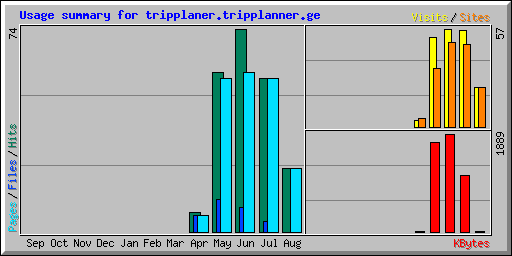 Usage summary for tripplaner.tripplanner.ge
Visits/Sites
74
57
1889
Pages/Files/Hits
Sep Oct Nov Dec Jan Feb Mar Apr May Jun Jul Aug
KBytes